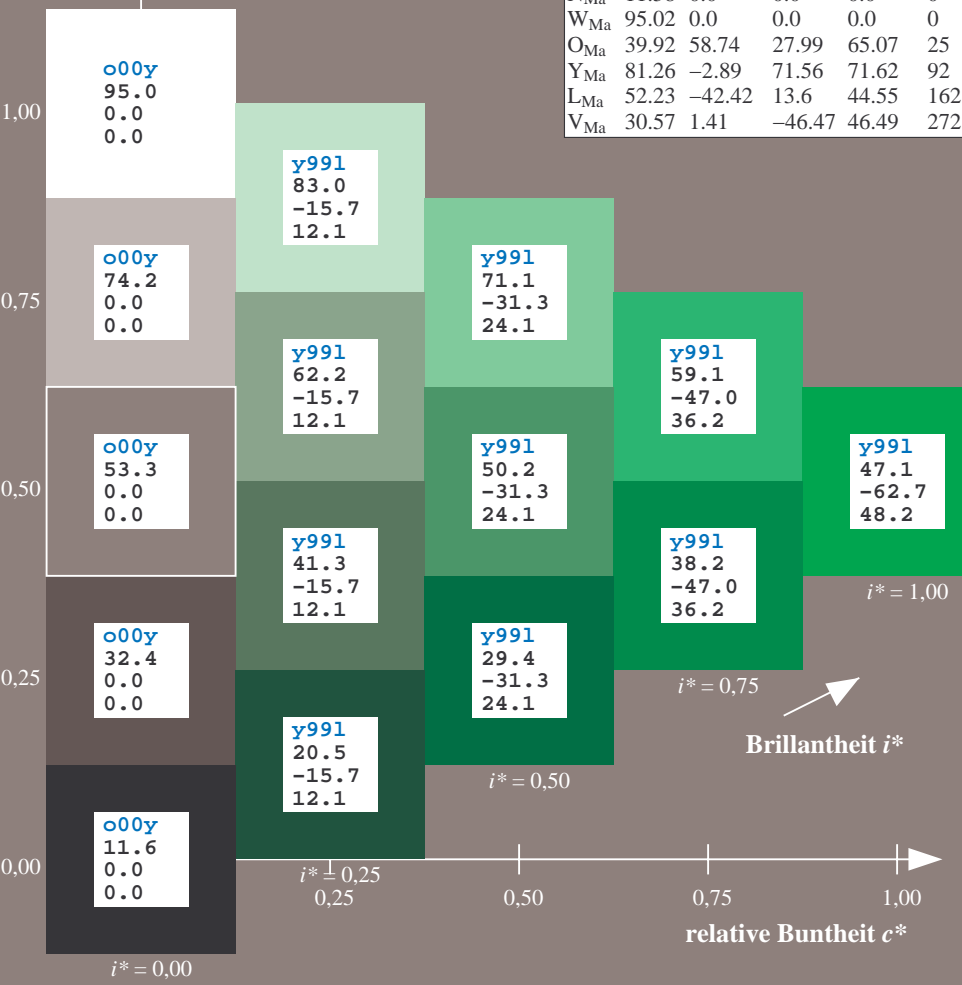 W Ma 95.02 0.0 0.0 0.0 0
O Ma 39.92 58.74 27.99 65.07 25
Y Ma 81.26 −2.89 71.56 71.62 92
L Ma 52.23 −42.42 13.6 44.55 162
V Ma 30.57 1.41 −46.47 46.49 272
1,00
0,75
0,50
0,25
0,00
o00y
95.0
0.0
0.0
o00y
74.2
0.0
0.0
o00y
53.3
0.0
0.0
o00y
32.4
0.0
0.0
o00y
11.6
0.0
0.0
i* = 0,00
y99l
83.0
-15.7
12.1
y99l
62.2
-15.7
12.1
y99l
41.3
-15.7
12.1
y99l
20.5
-15.7
12.1
i* = 0,25
y99l
71.1
-31.3
24.1
y99l
50.2
-31.3
24.1
y99l
29.4
-31.3
24.1
i* = 0,50
y99l
59.1
-47.0
36.2
y99l
38.2
-47.0
36.2
i* = 0,75
y99l
47.1
-62.7
48.2
i* = 1,00
Brillantheit i*
0,25 0,50 0,75 1,00
relative Buntheit c*